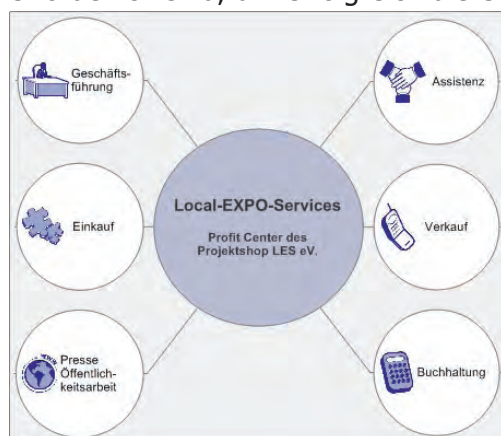 Geschäfts-
führung
Assistenz
Local-EXPO-Services
Profit Center des
Projektshop LES eV.
Einkauf
Verkauf
Presse
Öffentlich-
keitsarbeit
Buchhaltung